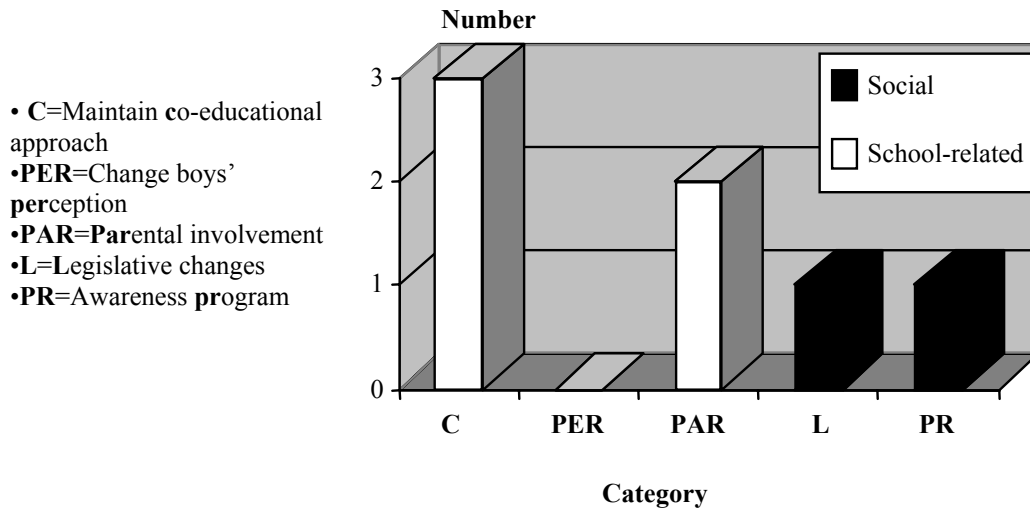 Number
• C=Maintain co-educational
approach
•PER=Change boys’
perception
•PAR=Parental involvement
•L=Legislative changes
•PR=Awareness program
3
2
1
0
Social
School-related
C PER PAR L PR
Category